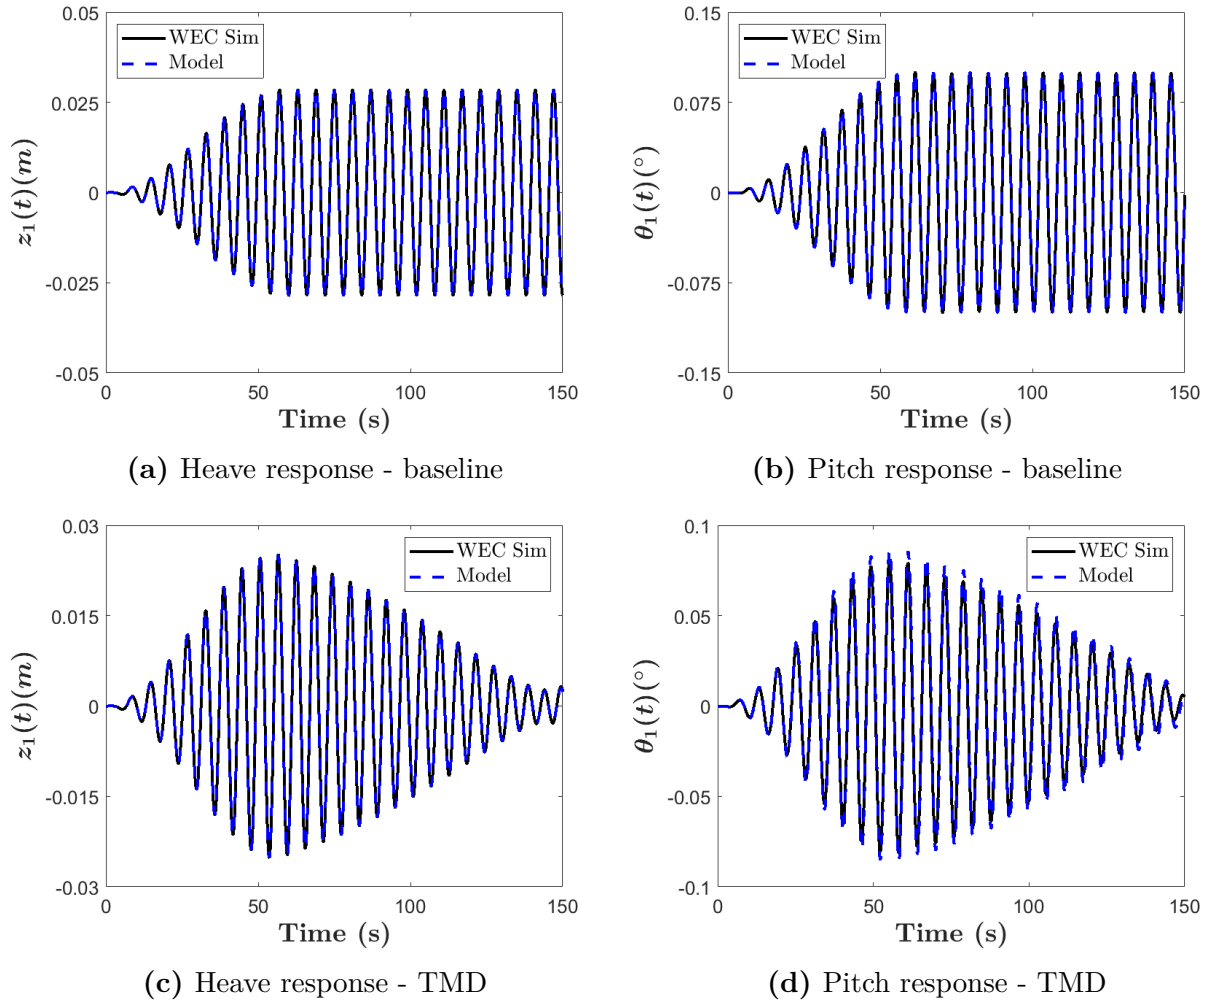 0.05
0.025
0
-0.025
-0.05
z₁(t)(m)
WEC Sim
Model
0
50
100
150
Time (s)
(a) Heave response - baseline
0.15
0.075
0
-0.075
-0.15
θ₁(t)(°)
WEC Sim
Model
0
50
100
150
Time (s)
(b) Pitch response - baseline
0.03
0.015
0
-0.015
-0.03
z₁(t)(m)
WEC Sim
Model
0
50
100
150
Time (s)
(c) Heave response - TMD
0.1
0.05
0
-0.05
-0.1
θ₁(t)(°)
WEC Sim
Model
0
50
100
150
Time (s)
(d) Pitch response - TMD